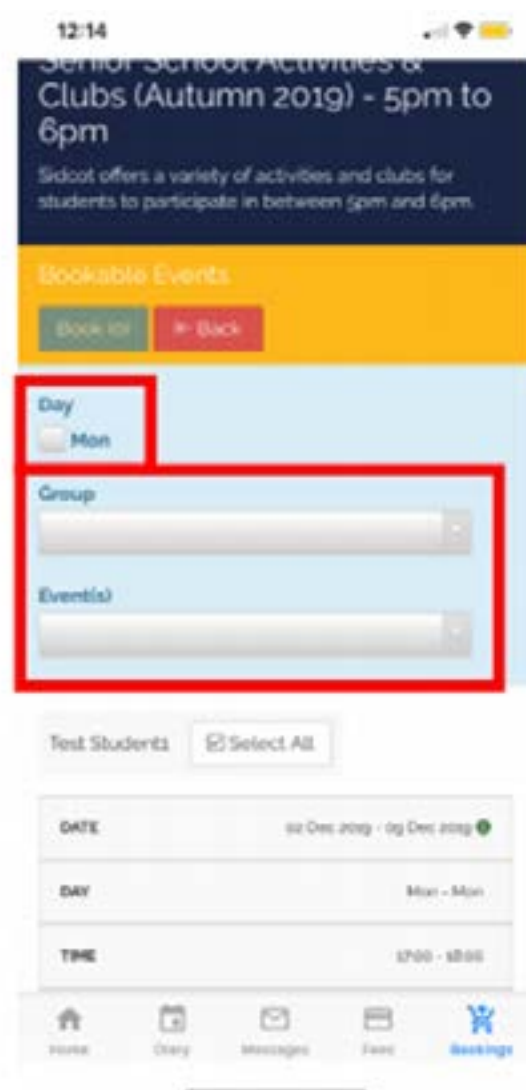 12:14
Senior School Activities &
Clubs (Autumn 2019) - 5pm to
6pm
Sidcot offers a variety of activities and clubs for
students to participate in between 5pm and 6pm.
Bookable Events
Book (0) Back
Day
Mon
Group
Event(s)
Test Student1 Select All
DATE 02 Dec 2019 - 09 Dec 2019
DAY Mon - Mon
TIME 17:00 - 18:00
Home Diary Messages Fees Bookings